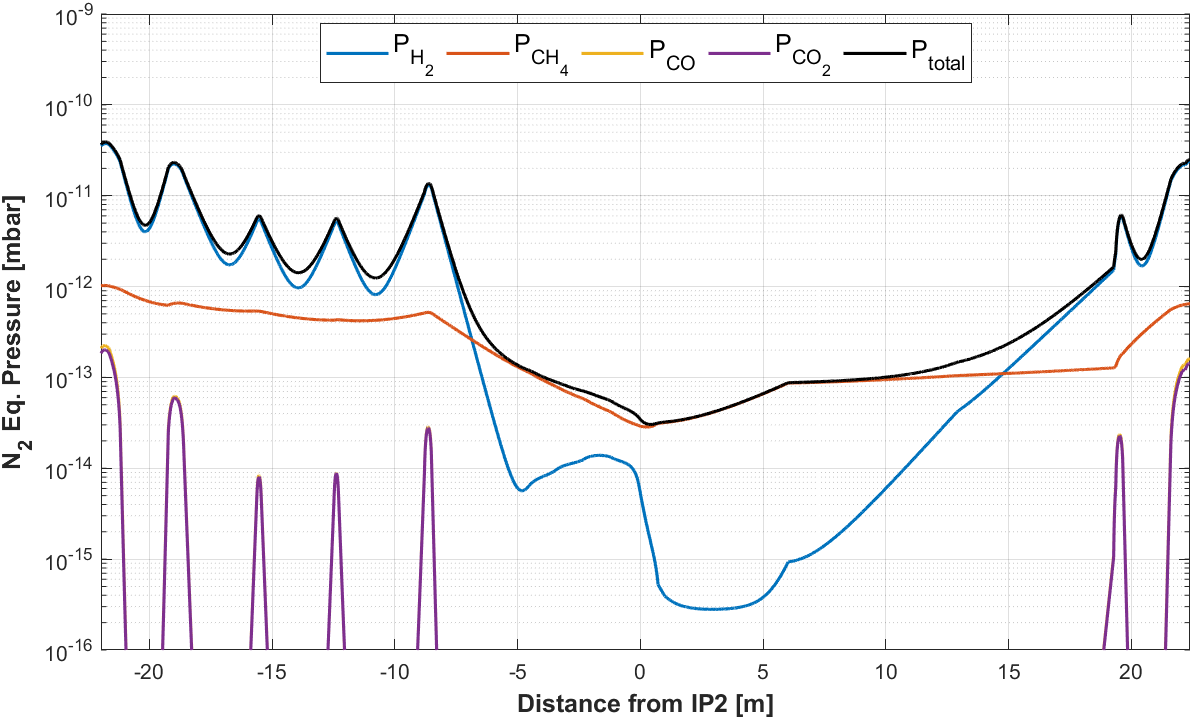 P_H2 P_CH4 P_CO P_CO2 P_total
10^-9
10^-10
10^-11
10^-12
10^-13
10^-14
10^-15
10^-16
N2 Eq. Pressure [mbar]
-20 -15 -10 -5 0 5 10 15 20
Distance from IP2 [m]